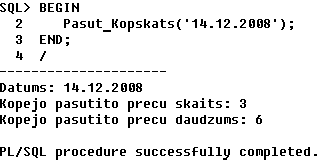 SQL> BEGIN
2 Pasut_Kopskats('14.12.2008');
3 END;
4 /
--------------------
Datums: 14.12.2008
Kopejo pasutito precu skaits: 3
Kopejo pasutito precu daudzums: 6
PL/SQL procedure successfully completed.